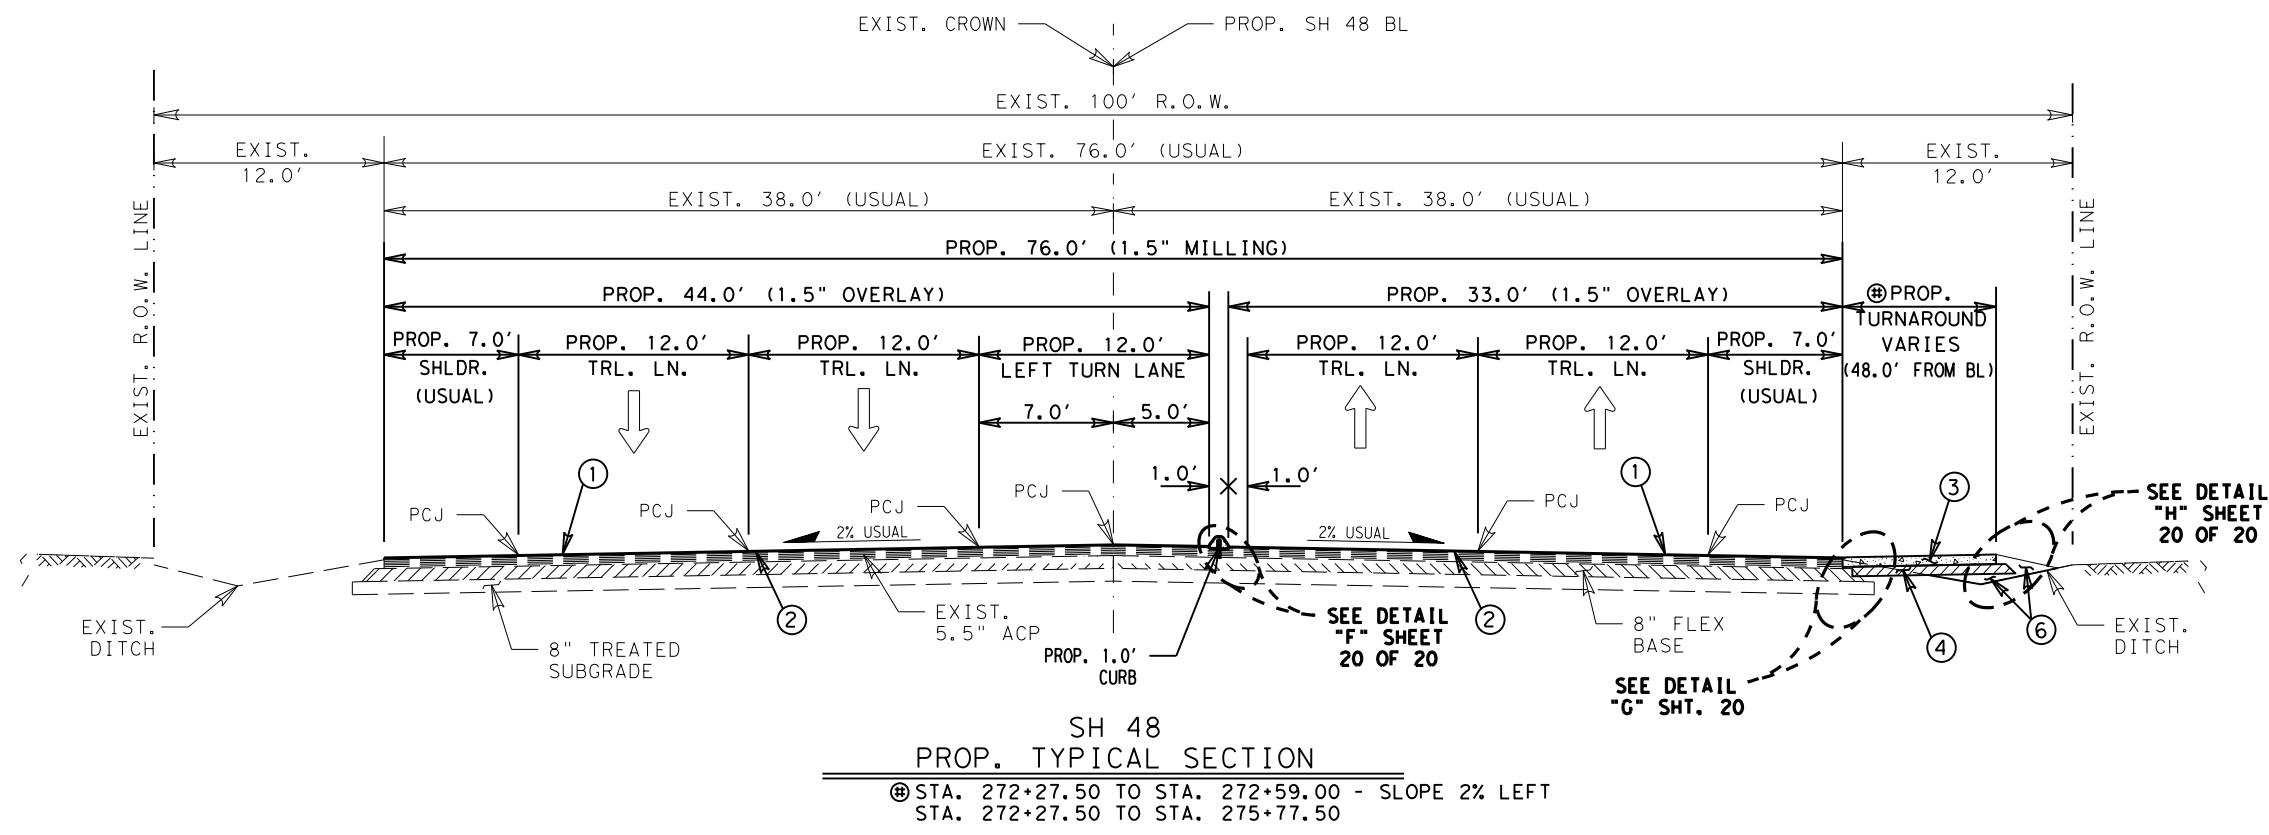 EXIST. CROWN
PROP. SH 48 BL
EXIST. 100' R.O.W.
EXIST.
12.0'
EXIST. 76.0' (USUAL)
EXIST.
12.0'
EXIST. 38.0' (USUAL)
EXIST. 38.0' (USUAL)
EXIST. R.O.W. LINE
EXIST. R.O.W. LINE
PROP. 76.0' (1.5" MILLING)
PROP. 44.0' (1.5" OVERLAY)
PROP. 33.0' (1.5" OVERLAY)
# PROP.
TURNAROUND
VARIES
(48.0' FROM BL)
PROP. 7.0'
SHLDR.
(USUAL)
PROP. 12.0'
TRL. LN.
PROP. 12.0'
TRL. LN.
PROP. 12.0'
LEFT TURN LANE
PROP. 12.0'
TRL. LN.
PROP. 12.0'
TRL. LN.
PROP. 7.0'
SHLDR.
(USUAL)
7.0'
5.0'
1.0'
1.0'
1
1
3
PCJ
PCJ
PCJ
PCJ
PCJ
PCJ
2% USUAL
2% USUAL
SEE DETAIL
"H" SHEET
20 OF 20
EXIST.
DITCH
8" TREATED
SUBGRADE
2
EXIST.
5.5" ACP
PROP. 1.0'
CURB
SEE DETAIL
"F" SHEET
20 OF 20
2
8" FLEX
BASE
SEE DETAIL
"G" SHT. 20
4
6
EXIST.
DITCH
SH 48
PROP. TYPICAL SECTION
# STA. 272+27.50 TO STA. 272+59.00 - SLOPE 2% LEFT
STA. 272+27.50 TO STA. 275+77.50